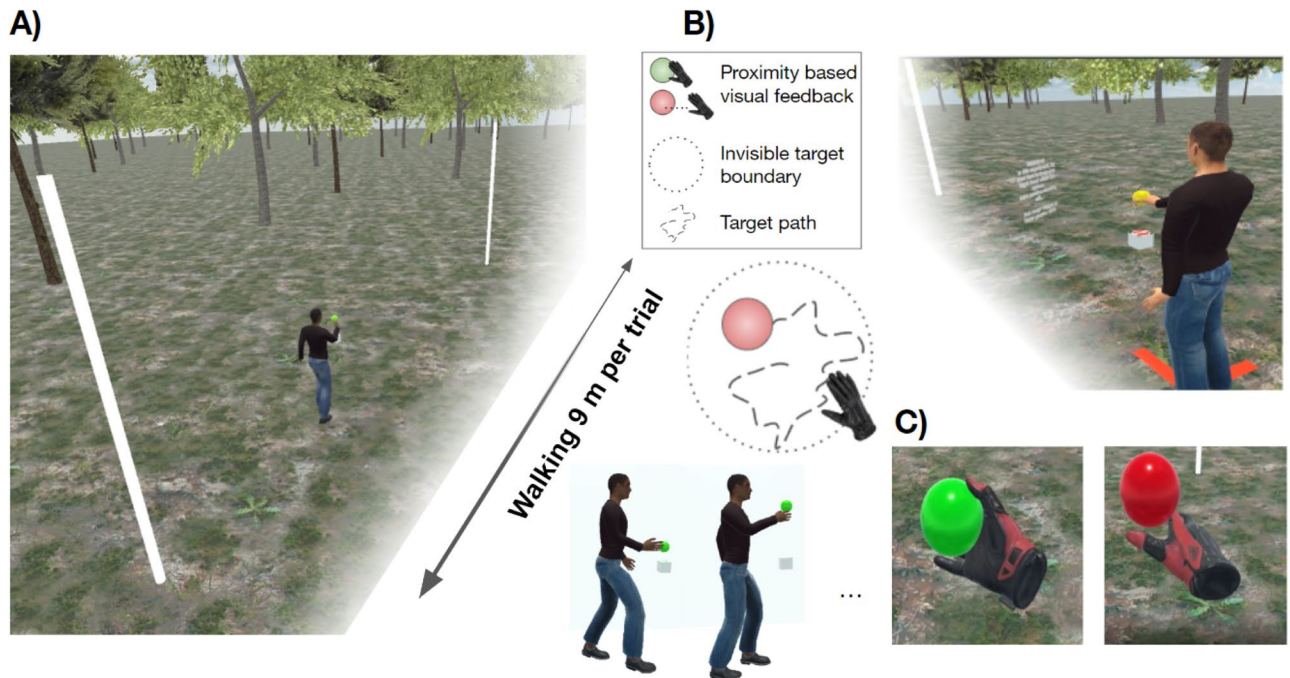 A)
B)
Proximity based
visual feedback
Invisible target
boundary
Target path
Walking 9 m per trial
...
C)